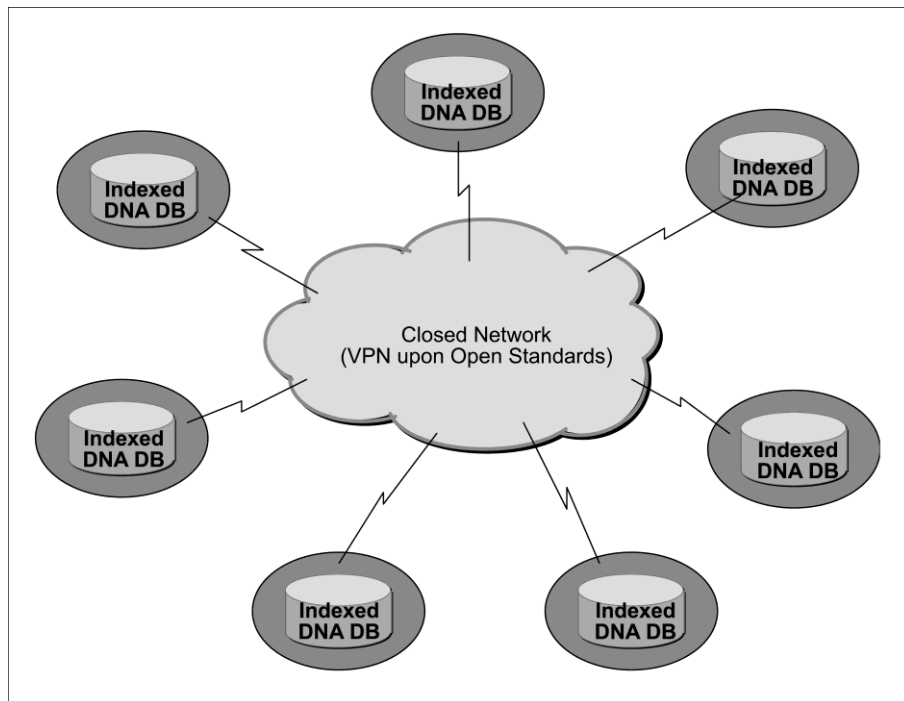 Indexed
DNA DB
Indexed
DNA DB
Indexed
DNA DB
Closed Network
(VPN upon Open Standards)
Indexed
DNA DB
Indexed
DNA DB
Indexed
DNA DB
Indexed
DNA DB